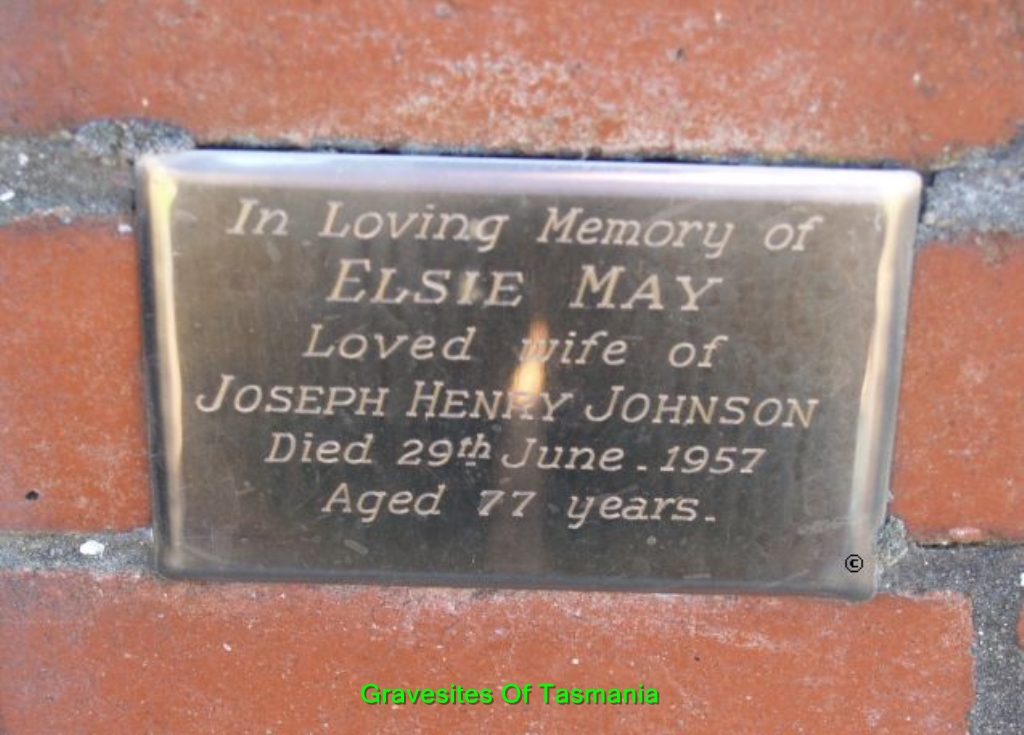 In Loving Memory of
ELSIE MAY
Loved wife of
JOSEPH HENRY JOHNSON
Died 29th June. 1957
Aged 77 years.
©
Gravesites Of Tasmania